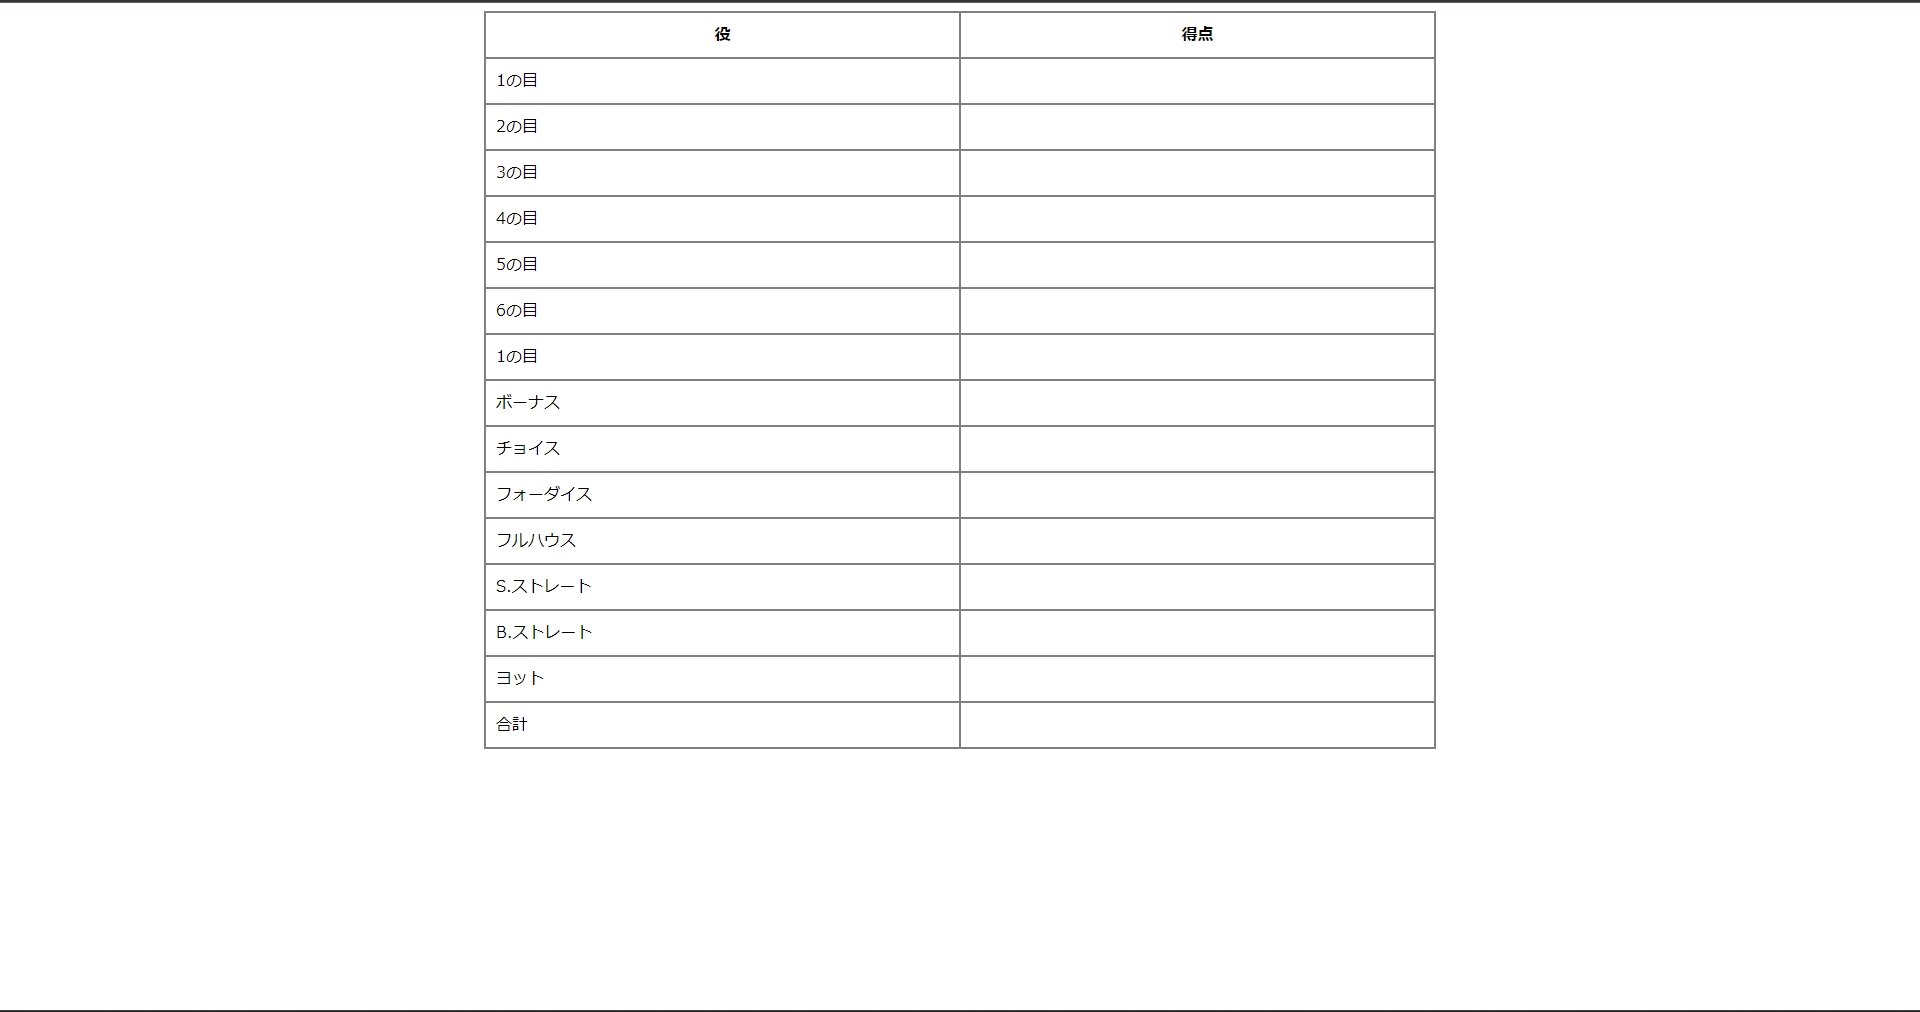 役 得点
1の目
2の目
3の目
4の目
5の目
6の目
1の目
ボーナス
チョイス
フォーダイス
フルハウス
S.ストレート
B.ストレート
ヨット
合計